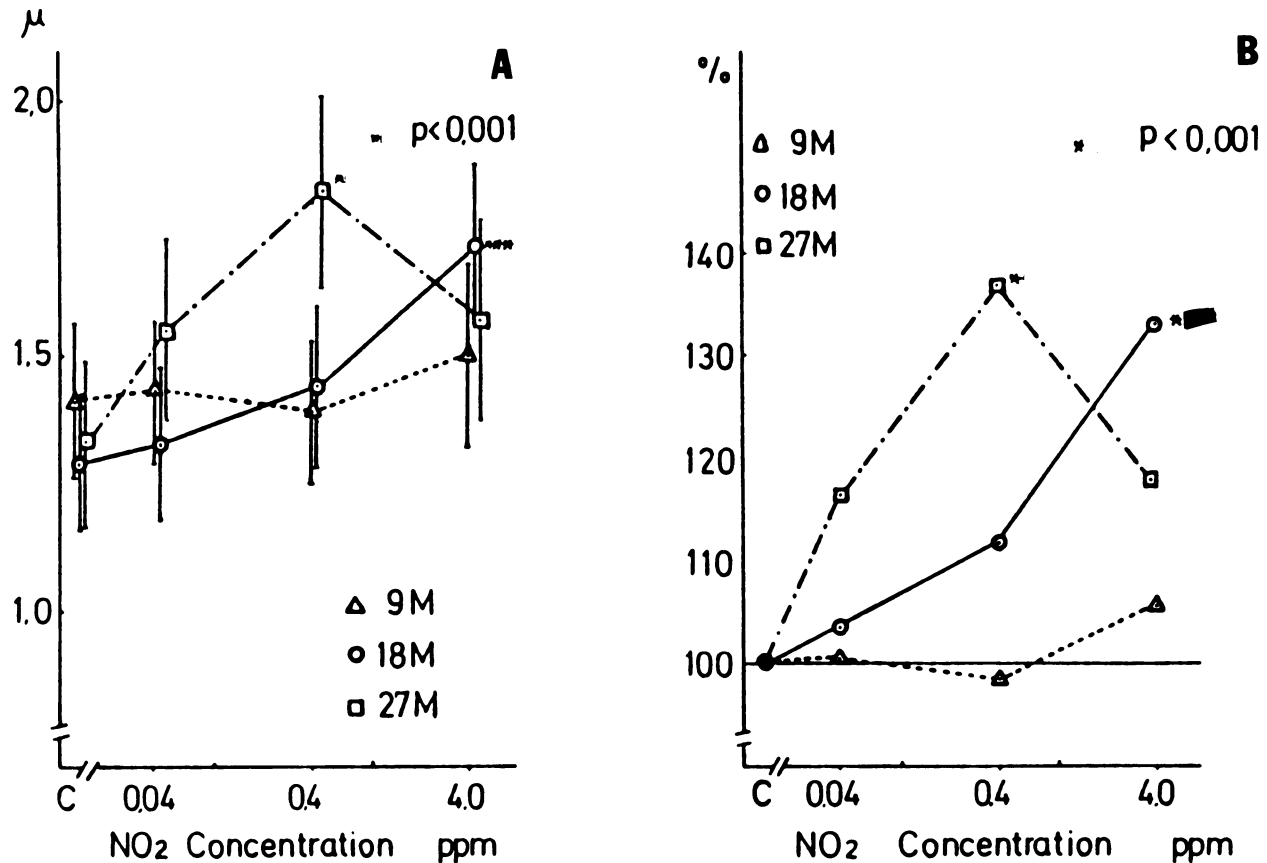 μ
A
2,0
* p<0,001
*
***
1,5
1,0
△ 9M
○ 18M
□ 27M
C 0,04 0,4 4.0
NO2 Concentration ppm
%
B
△ 9M
○ 18M
□ 27M
* p<0,001
140
*
*
130
120
110
100
C 0.04 0.4 4.0
NO2 Concentration ppm